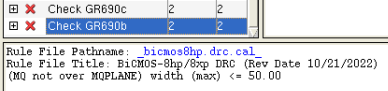 Check GR690c 2 2
Check GR690b 2 2
Rule File Pathname: _bicmos8hp.drc.cal_
Rule File Title: BiCMOS-8hp/8xp DRC (Rev Date 10/21/2022)
(MQ not over MQPLANE) width (max) <= 50.00